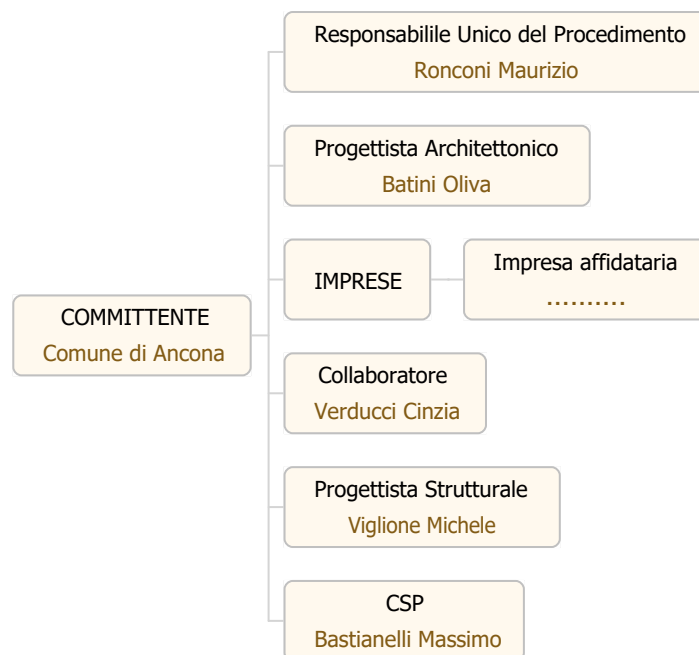 Responsabilile Unico del Procedimento
Ronconi Maurizio
Progettista Architettonico
Batini Oliva
IMPRESE
Impresa affidataria
..........
COMMITTENTE
Comune di Ancona
Collaboratore
Verducci Cinzia
Progettista Strutturale
Viglione Michele
CSP
Bastianelli Massimo